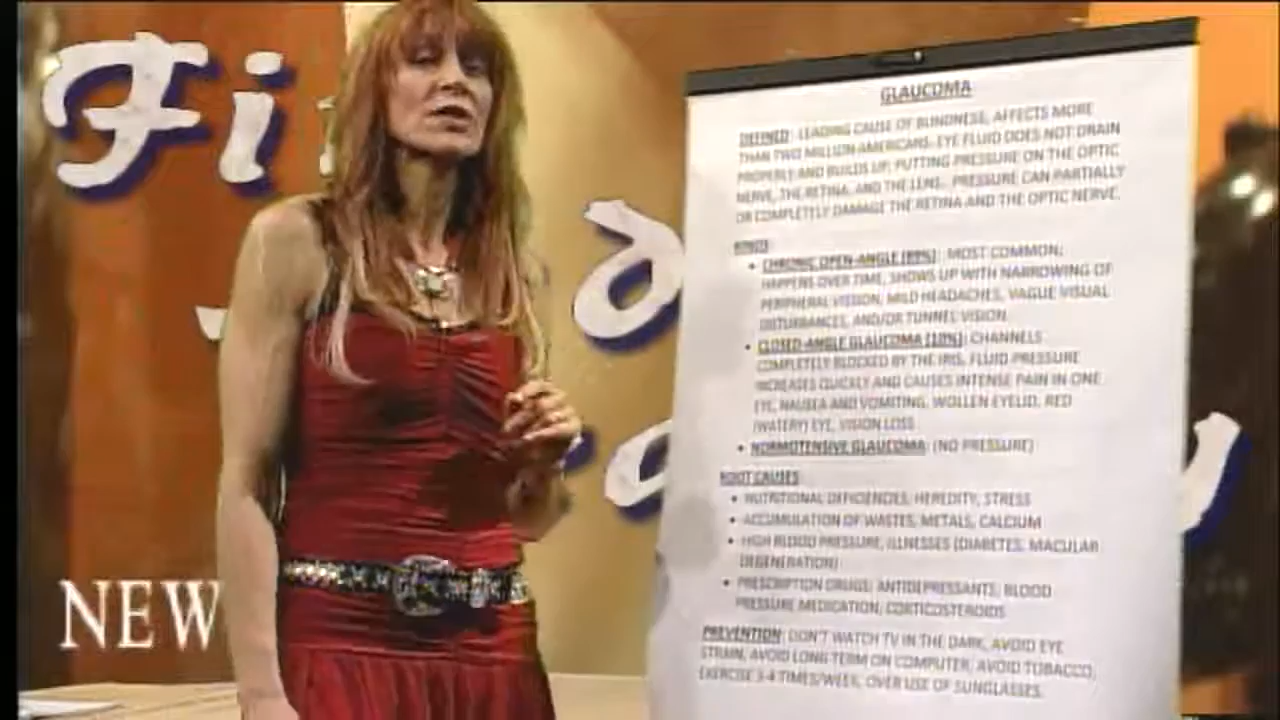 Fi
d
NEW
GLAUCOMA
DEFINED: LEADING CAUSE OF BLINDNESS, AFFECTS MORE
THAN TWO MILLION AMERICANS. EYE FLUID DOES NOT DRAIN
PROPERLY AND BUILDS UP, PUTTING PRESSURE ON THE OPTIC
NERVE, THE RETINA, AND THE LENS. PRESSURE CAN PARTIALLY
OR COMPLETELY DAMAGE THE RETINA AND THE OPTIC NERVE.
KINDS:
• CHRONIC OPEN-ANGLE (89%): MOST COMMON;
HAPPENS OVER TIME, SHOWS UP WITH NARROWING OF
PERIPHERAL VISION, MILD HEADACHES, VAGUE VISUAL
DISTURBANCES, AND/OR TUNNEL VISION.
• CLOSED-ANGLE GLAUCOMA (10%): CHANNELS
COMPLETELY BLOCKED BY THE IRIS. FLUID PRESSURE
INCREASES QUICKLY AND CAUSES INTENSE PAIN IN ONE
EYE, NAUSEA AND VOMITING, WOLLEN EYELID, RED
(WATERY) EYE, VISION LOSS
• NORMOTENSIVE GLAUCOMA: (NO PRESSURE)
ROOT CAUSES:
• NUTRITIONAL DEFICIENCIES, HEREDITY, STRESS
• ACCUMULATION OF WASTES, METALS, CALCIUM
• HIGH BLOOD PRESSURE, ILLNESSES (DIABETES, MACULAR
DEGENERATION)
• PRESCRIPTION DRUGS: ANTIDEPRESSANTS, BLOOD
PRESSURE MEDICATION, CORTICOSTEROIDS
PREVENTION: DON'T WATCH TV IN THE DARK, AVOID EYE
STRAIN, AVOID LONG TERM ON COMPUTER, AVOID TOBACCO,
EXERCISE 3-4 TIMES/WEEK, OVER USE OF SUNGLASSES.